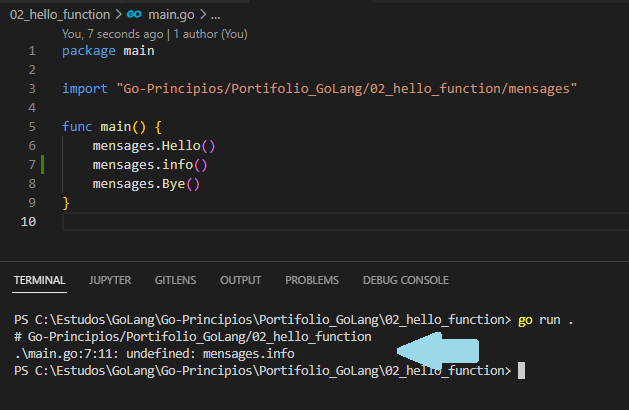 02_hello_function > GO main.go > ...
You, 7 seconds ago | 1 author (You)
1 package main
2
3 import "Go-Principios/Portifolio_GoLang/02_hello_function/mensages"
4
5 func main() {
6 mensages.Hello()
7 mensages.info()
8 mensages.Bye()
9 }
10
TERMINAL JUPYTER GITLENS OUTPUT PROBLEMS DEBUG CONSOLE
PS C:\Estudos\GoLang\Go-Principios\Portifolio_GoLang\02_hello_function> go run .
# Go-Principios/Portifolio_GoLang/02_hello_function
.\main.go:7:11: undefined: mensages.info
PS C:\Estudos\GoLang\Go-Principios\Portifolio_GoLang\02_hello_function>